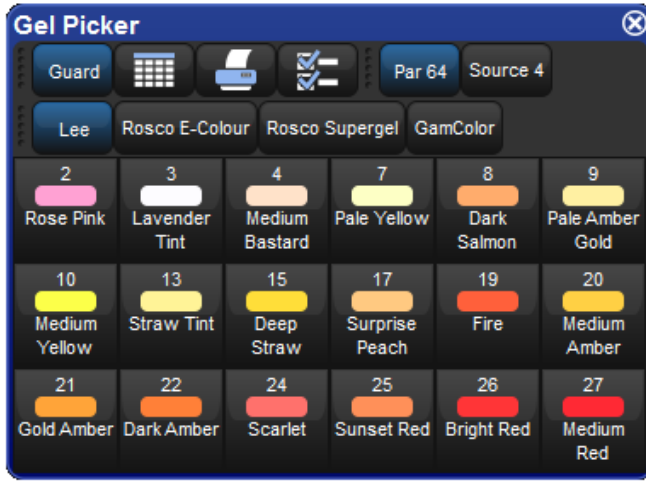 Gel Picker
Guard Par 64 Source 4
Lee Rosco E-Colour Rosco Supergel GamColor
2 3 4 7 8 9
Rose Pink Lavender Medium Pale Yellow Dark Pale Amber
Tint Bastard Salmon Gold
10 13 15 17 19 20
Medium Straw Tint Deep Surprise Fire Medium
Yellow Straw Peach Amber
21 22 24 25 26 27
Gold Amber Dark Amber Scarlet Sunset Red Bright Red Medium
Red